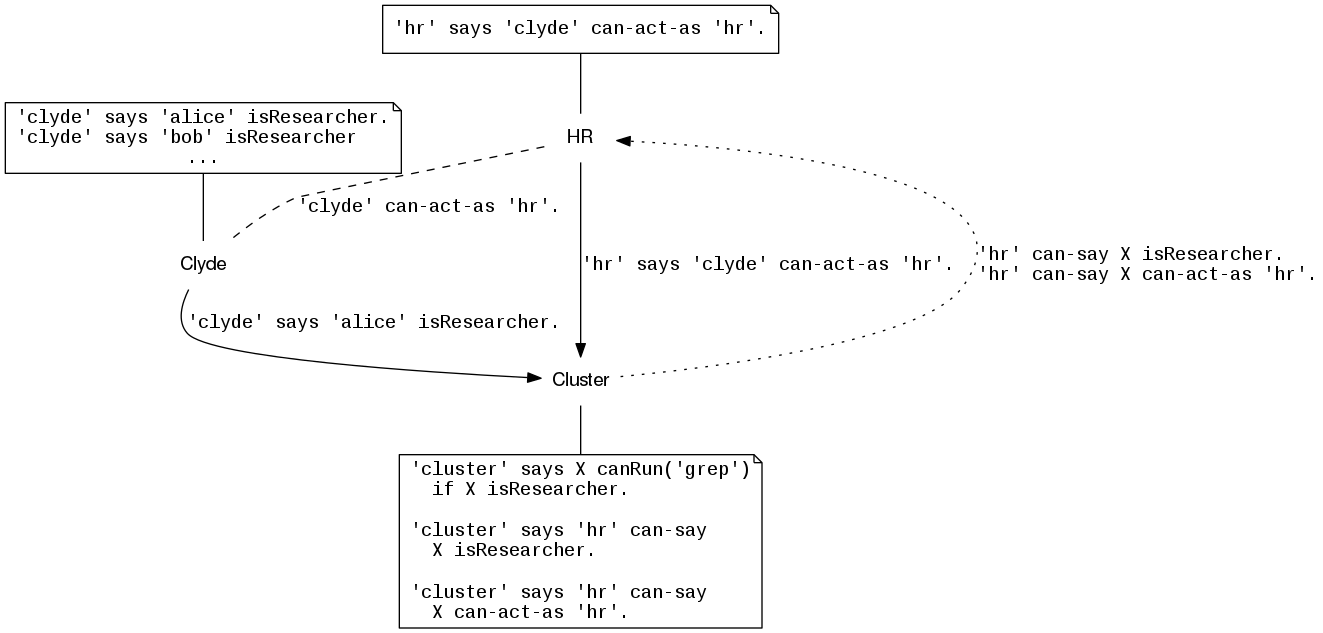 'hr' says 'clyde' can-act-as 'hr'.
'clyde' says 'alice' isResearcher.
'clyde' says 'bob' isResearcher
...
HR
'clyde' can-act-as 'hr'.
Clyde
'hr' says 'clyde' can-act-as 'hr'.
'hr' can-say X isResearcher.
'hr' can-say X can-act-as 'hr'.
'clyde' says 'alice' isResearcher.
Cluster
'cluster' says X canRun('grep')
if X isResearcher.
'cluster' says 'hr' can-say
X isResearcher.
'cluster' says 'hr' can-say
X can-act-as 'hr'.